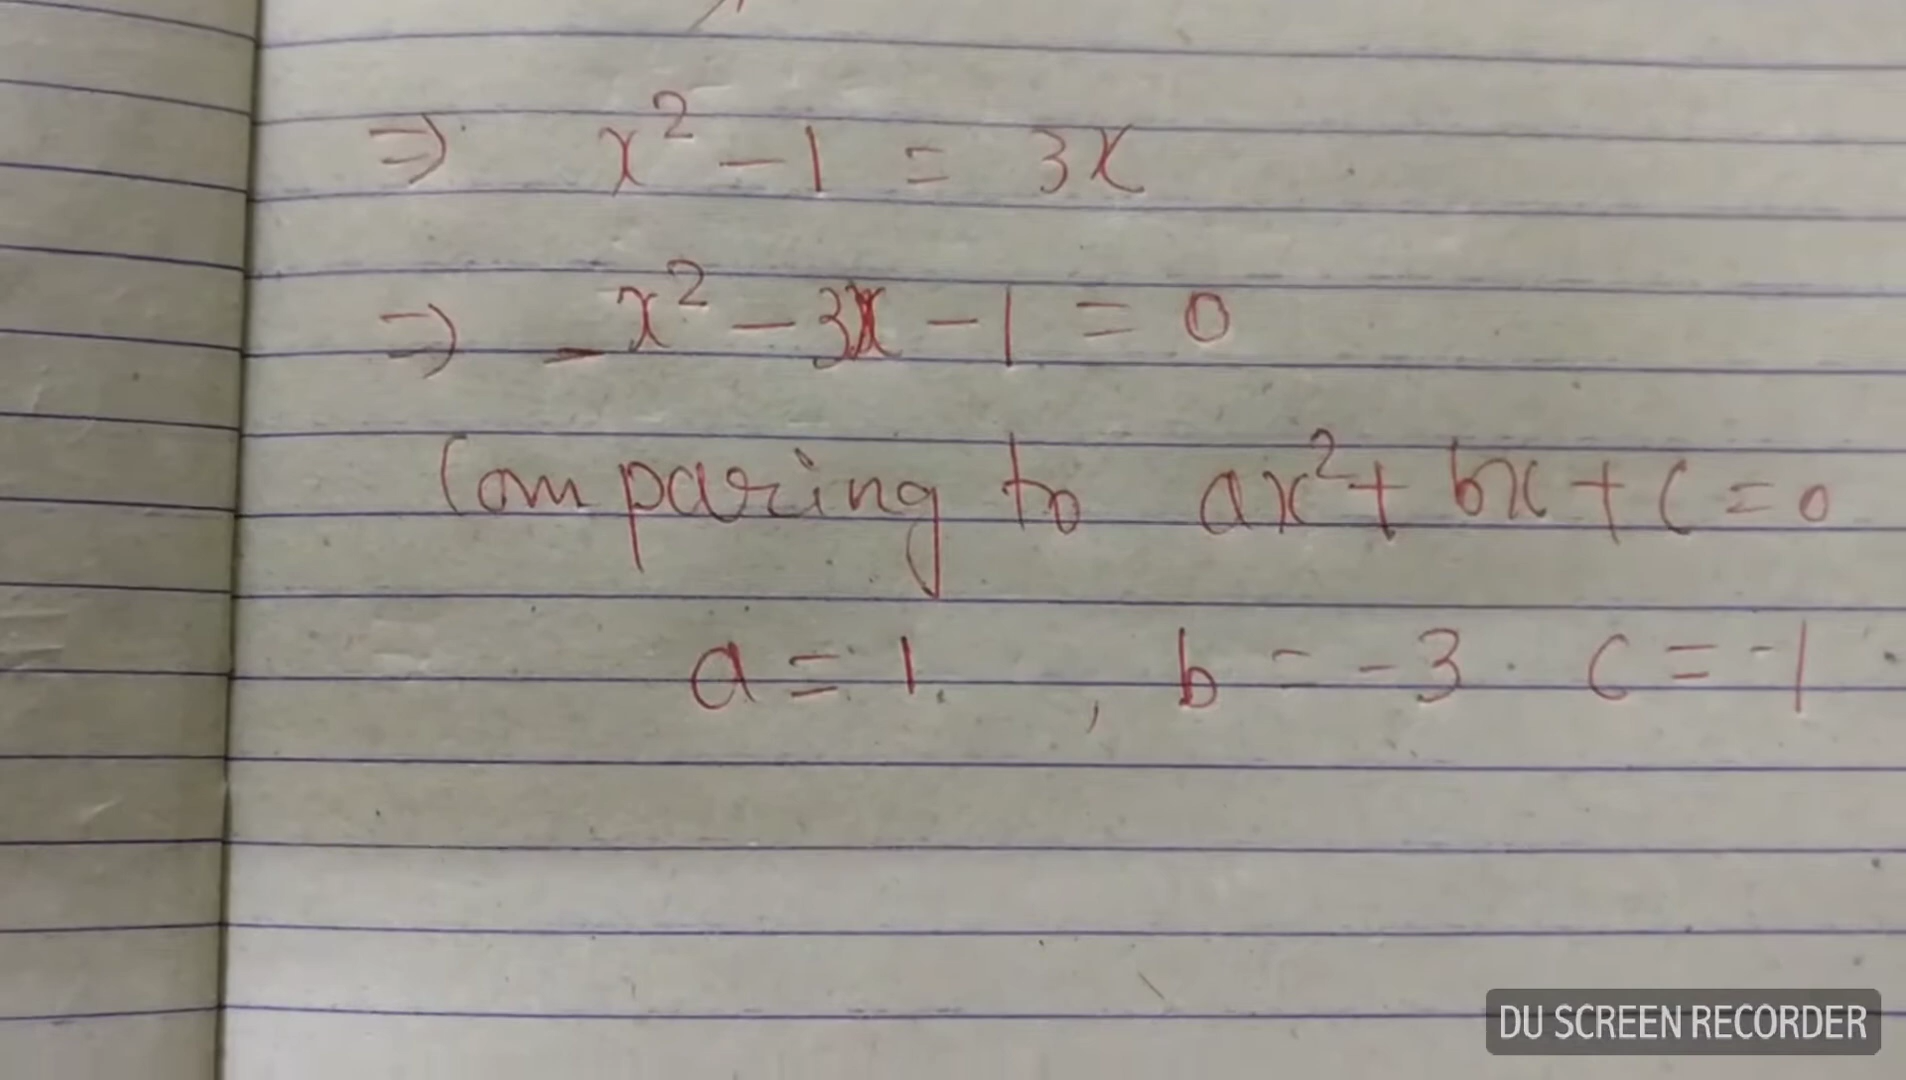 ⇒ x² - 1 = 3x
⇒ -x² - 3x - 1 = 0
Comparing to ax² + bx + c = 0
a = 1 , b = -3 . c = -1 .
DU SCREEN RECORDER